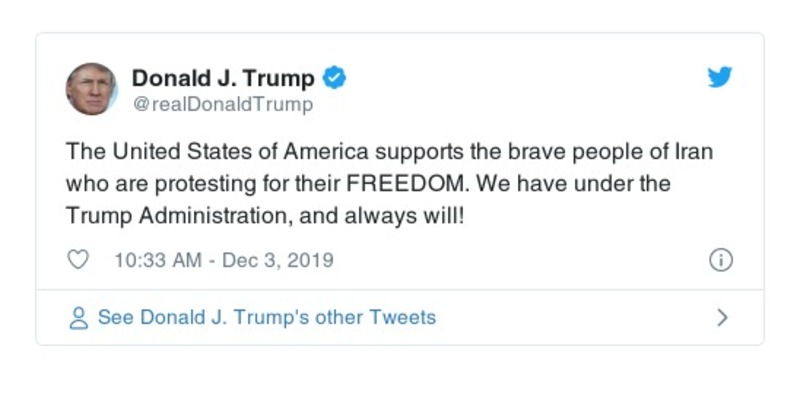 Donald J. Trump
@realDonaldTrump
The United States of America supports the brave people of Iran
who are protesting for their FREEDOM. We have under the
Trump Administration, and always will!
10:33 AM - Dec 3, 2019
See Donald J. Trump's other Tweets